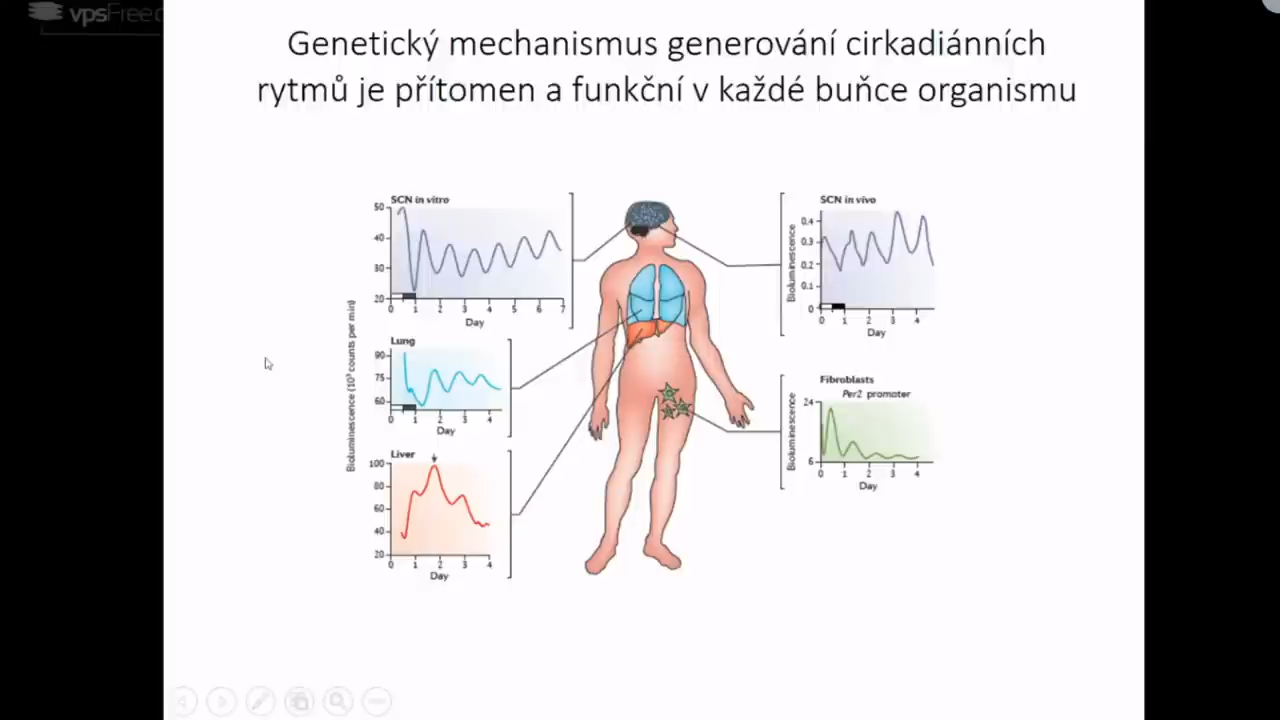 vpsFree
Genetický mechanismus generování cirkadiánních
rytmů je přítomen a funkční v každé buňce organismu
SCN in vitro
50
40
30
20
0 1 2 3 4 5 6 7
Day
Bioluminescence (10³ counts per min)
Lung
90
75
60
0 1 2 3 4
Day
Liver
100
80
60
40
20
0 1 2 3 4
Day
SCN in vivo
Bioluminescence
0.4
0.3
0.2
0.1
0
0 1 2 3 4
Day
Fibroblasts
Per2 promoter
Bioluminescence
24
6
0 1 2 3 4
Day